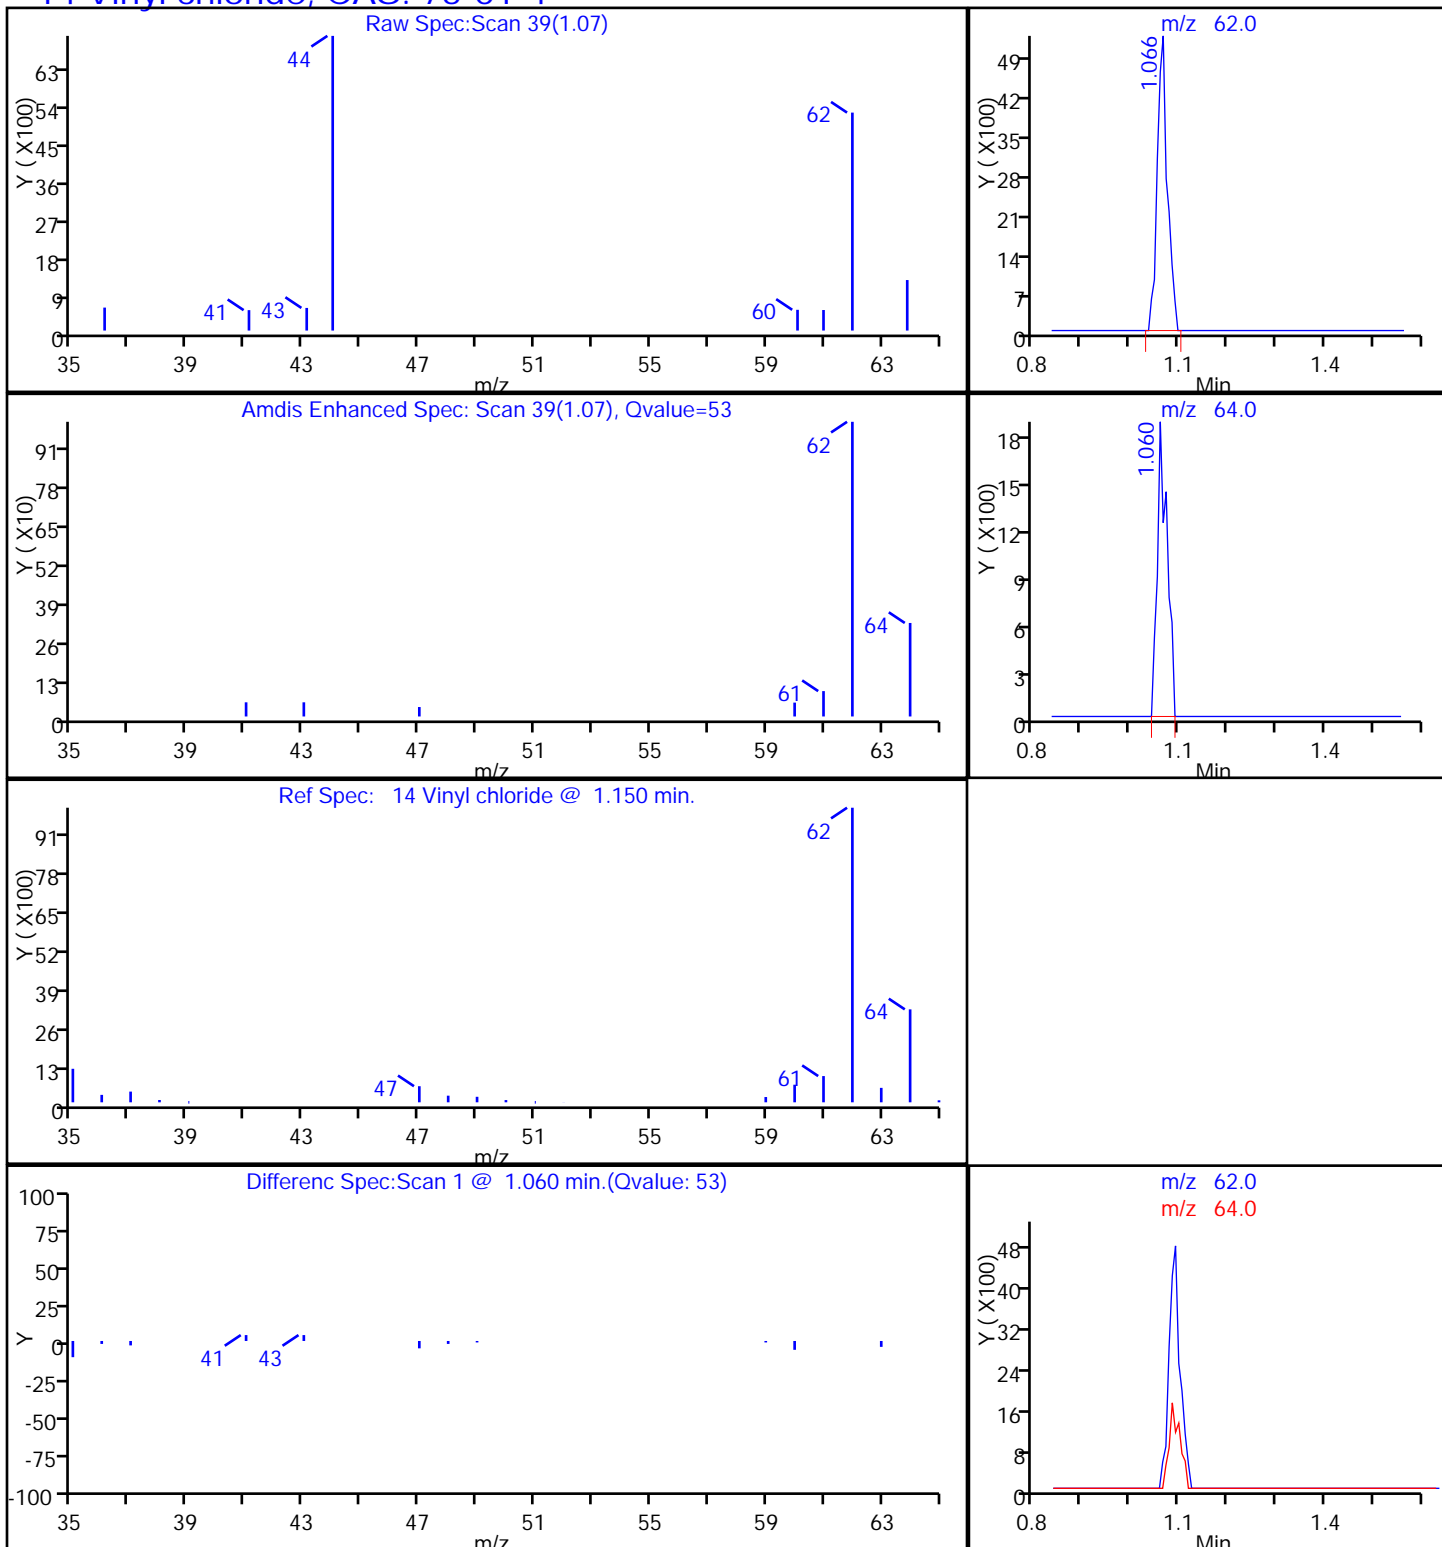 14 Vinyl chloride, CAS: 75-01-4
Raw Spec:Scan 39(1.07)
Y ( X100)
63
54
45
36
27
18
9
0
44
62
41
43
60
35 39 43 47 51 55 59 63
m/z
m/z 62.0
Y ( X100)
49
42
35
28
21
14
7
0
1.066
0.8 1.1 1.4
Min
Amdis Enhanced Spec: Scan 39(1.07), Qvalue=53
Y ( X10)
91
78
65
52
39
26
13
0
62
64
61
35 39 43 47 51 55 59 63
m/z
m/z 64.0
Y ( X100)
18
15
12
9
6
3
0
1.060
0.8 1.1 1.4
Min
Ref Spec: 14 Vinyl chloride @ 1.150 min.
Y ( X100)
91
78
65
52
39
26
13
0
62
64
47
61
35 39 43 47 51 55 59 63
m/z
Differenc Spec:Scan 1 @ 1.060 min.(Qvalue: 53)
Y
100
75
50
25
0
-25
-50
-75
-100
41
43
35 39 43 47 51 55 59 63
m/z
m/z 62.0
m/z 64.0
Y ( X100)
48
40
32
24
16
8
0
0.8 1.1 1.4
Min